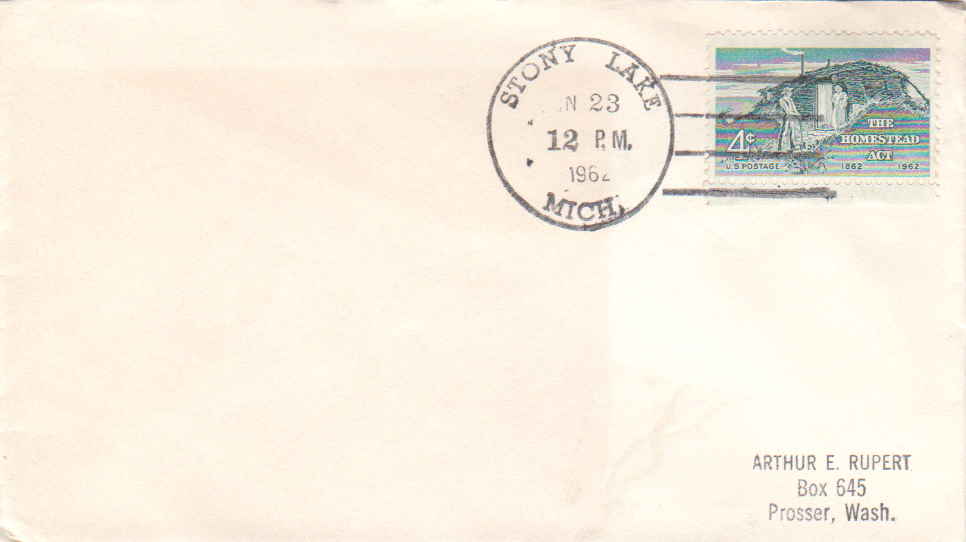 STONY LAKE
N 23
12 P.M.
1962
MICH.
4¢
U.S. POSTAGE
THE
HOMESTEAD
ACT
1862 1962
ARTHUR E. RUPERT
Box 645
Prosser, Wash.